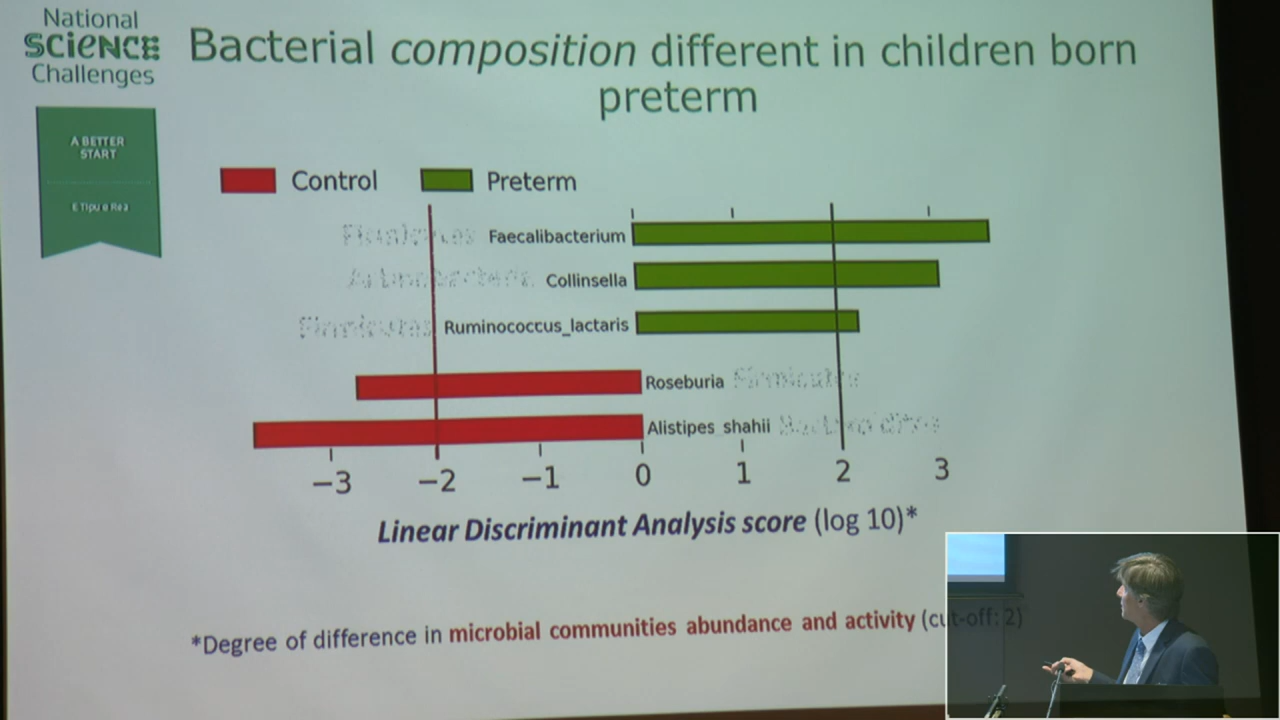 National
SCiENCE
Challenges
Bacterial composition different in children born
preterm
A BETTER
START
E Tipu e Rea
Control
Preterm
Faecalibacterium
Collinsella
Ruminococcus_lactaris
Roseburia
Alistipes_shahii
−3 −2 −1 0 1 2 3
Linear Discriminant Analysis score (log 10)*
*Degree of difference in microbial communities abundance and activity (cut-off: 2)